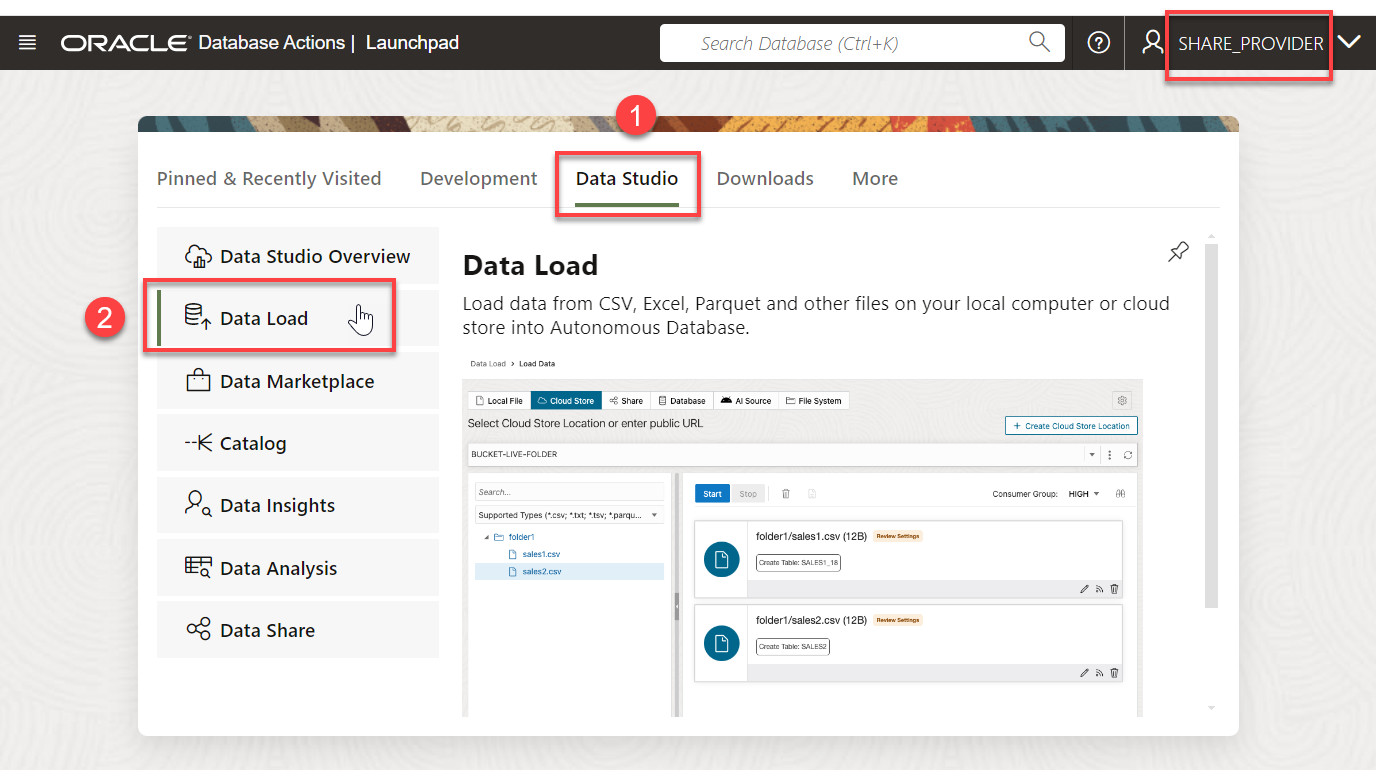 ORACLE Database Actions | Launchpad
Search Database (Ctrl+K)
SHARE_PROVIDER
1
Pinned & Recently Visited
Development
Data Studio
Downloads
More
Data Studio Overview
2
Data Load
Data Marketplace
Catalog
Data Insights
Data Analysis
Data Share
Data Load
Load data from CSV, Excel, Parquet and other files on your local computer or cloud
store into Autonomous Database.
Data Load > Load Data
Local File
Cloud Store
Share
Database
AI Source
File System
Select Cloud Store Location or enter public URL
+ Create Cloud Store Location
BUCKET-LIVE-FOLDER
Search...
Supported Types (*.csv; *.txt; *.tsv; *.parqu...
folder1
sales1.csv
sales2.csv
Start
Stop
Consumer Group: HIGH
folder1/sales1.csv (12B)
Review Settings
Create Table: SALES1_18
folder1/sales2.csv (12B)
Review Settings
Create Table: SALES2